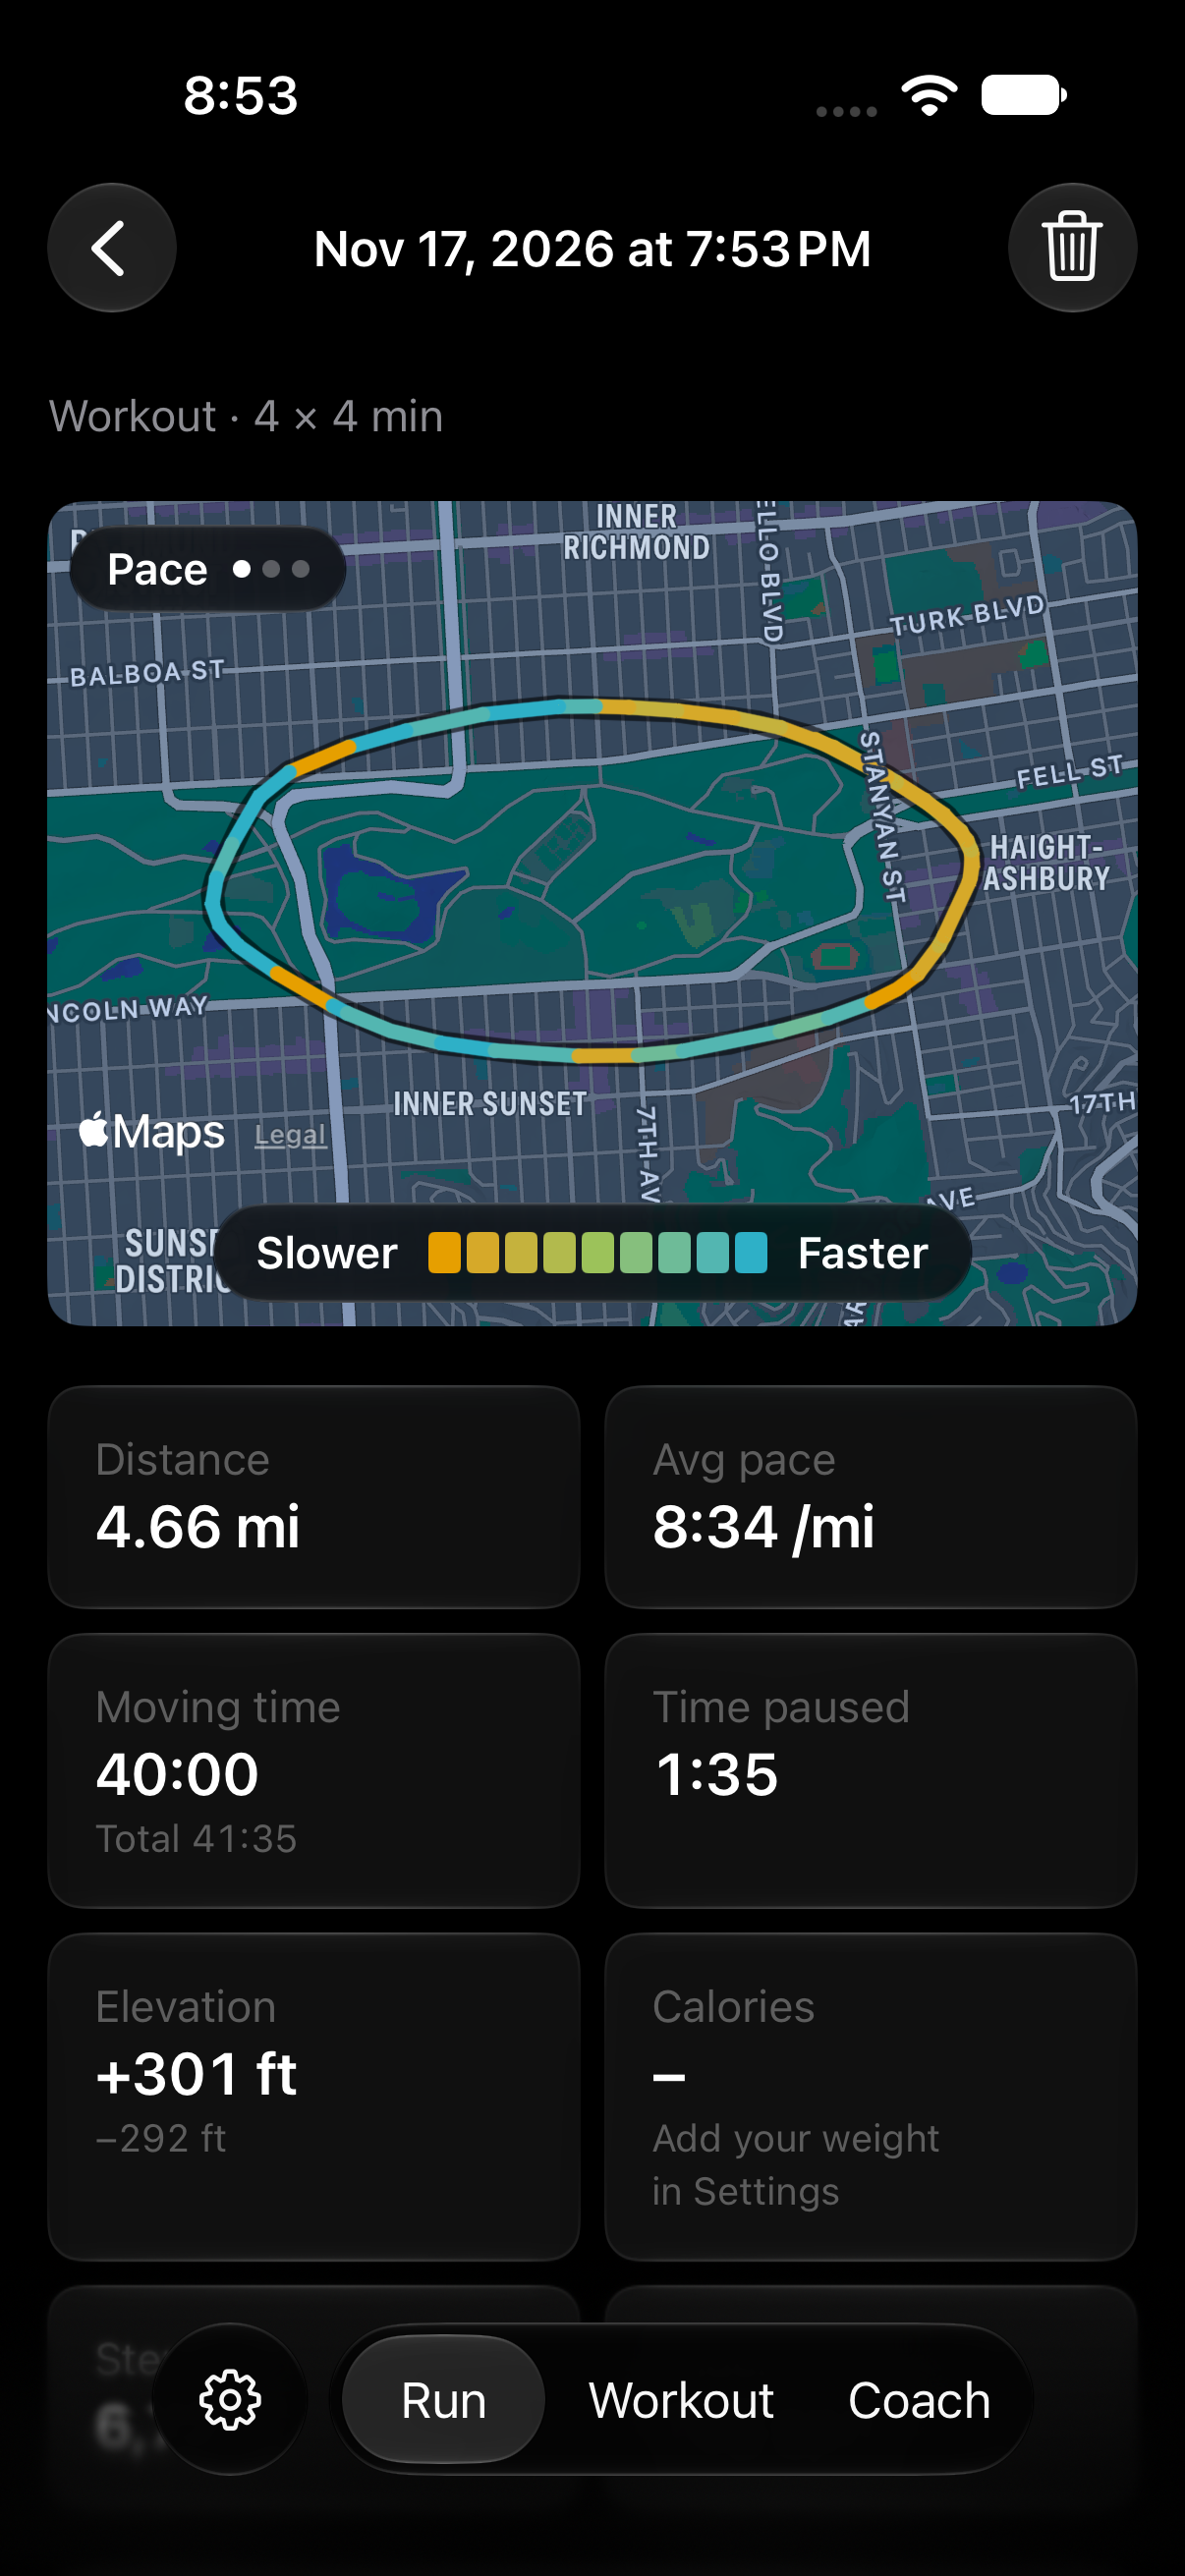 8:53
Nov 17, 2026 at 7:53 PM
Workout · 4 × 4 min
Pace
INNER
RICHMOND
TURK BLVD
BALBOA ST
STANYAN ST
FELL ST
HAIGHT-
ASHBURY
INNER SUNSET
7TH AV
17TH
Maps
Legal
AVE
Slower
Faster
Distance
4.66 mi
Avg pace
8:34 /mi
Moving time
40:00
Total 41:35
Time paused
1:35
Elevation
+301 ft
−292 ft
Calories
–
Add your weight
in Settings
Run
Workout
Coach